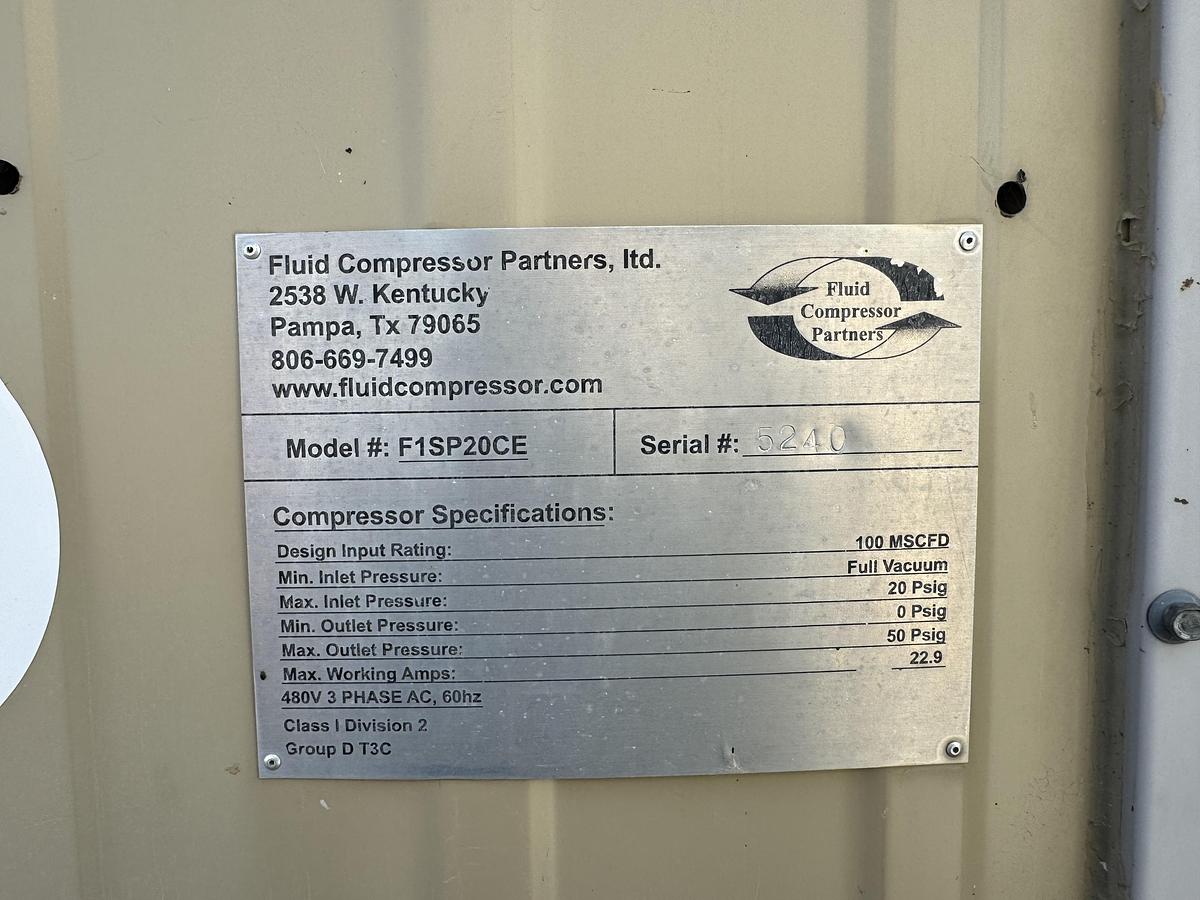 Fluid Compressor Partners, ltd.
2538 W. Kentucky
Pampa, Tx 79065
806-669-7499
www.fluidcompressor.com
Fluid
Compressor
Partners
Model #: F1SP20CE
Serial #: 5240
Compressor Specifications:
Design Input Rating: 100 MSCFD
Min. Inlet Pressure: Full Vacuum
Max. Inlet Pressure: 20 Psig
Min. Outlet Pressure: 0 Psig
Max. Outlet Pressure: 50 Psig
Max. Working Amps: 22.9
480V 3 PHASE AC, 60hz
Class I Division 2
Group D T3C